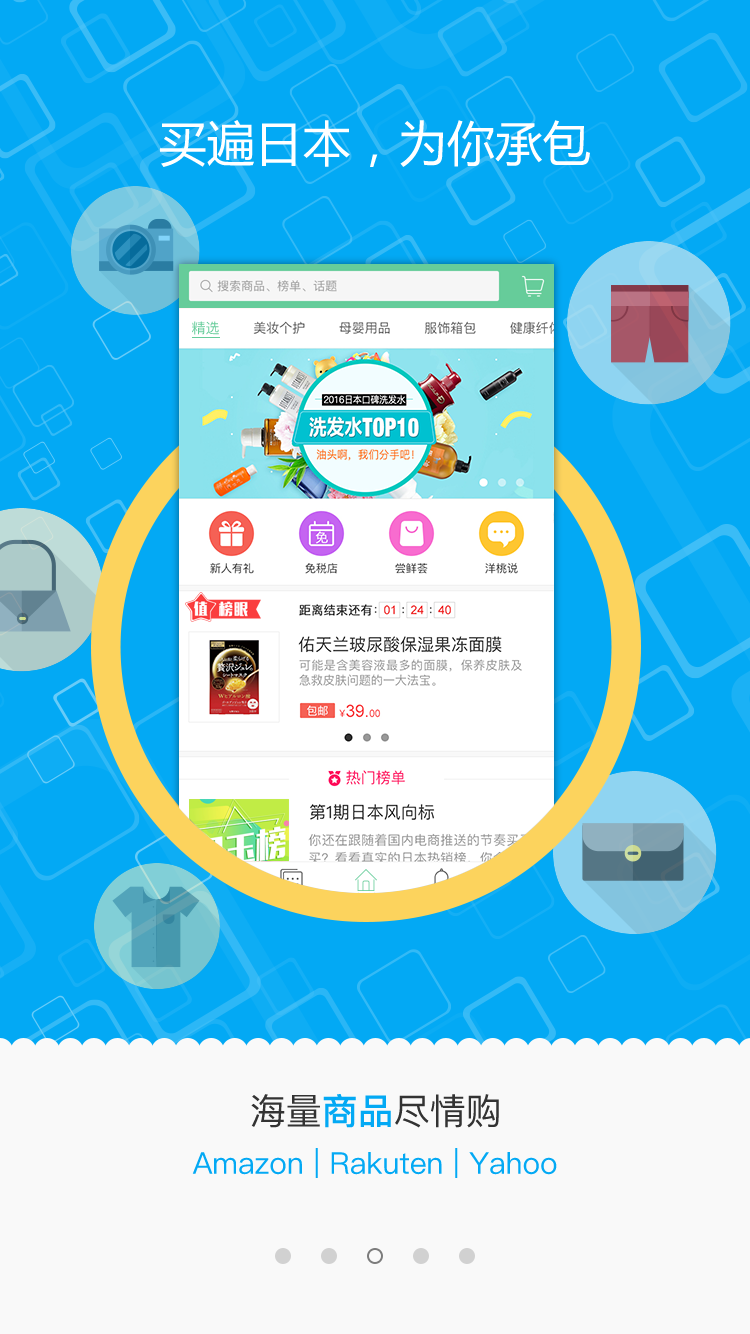 买遍日本，为你承包
搜索商品、榜单、话题
精选 美妆个护 母婴用品 服饰箱包 健康纤体
2016日本口碑洗发水
洗发水TOP10
油头啊，我们分手吧！
新人有礼 免税店 尝鲜荟 洋桃说
免
值 榜眼 距离结束还有: 01 : 24 : 40
佑天兰玻尿酸保湿果冻面膜
可能是含美容液最多的面膜，保养皮肤及
急救皮肤问题的一大法宝。
包邮 ¥39.00
热门榜单
第1期日本风向标
你还在跟随着国内电商推送的节奏买
买？看看真实的日本热销榜，你
玉榜
海量商品尽情购
Amazon | Rakuten | Yahoo